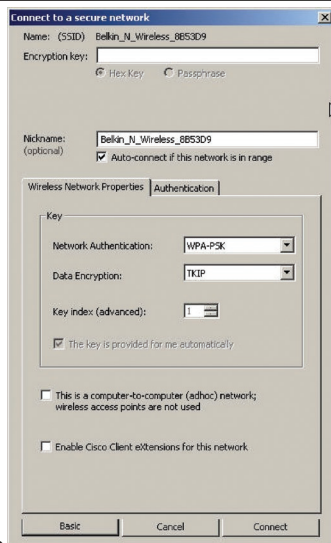 Connect to a secure network
Name: (SSID) Belkin_N_Wireless_8B53D9
Encryption key:
Hex Key Passphrase
Nickname: Belkin_N_Wireless_8B53D9
(optional)
Auto-connect if this network is in range
Wireless Network Properties Authentication
Key
Network Authentication: WPA-PSK
Data Encryption: TKIP
Key index (advanced): 1
The key is provided for me automatically
This is a computer-to-computer (adhoc) network;
wireless access points are not used
Enable Cisco Client eXtensions for this network
Basic Cancel Connect